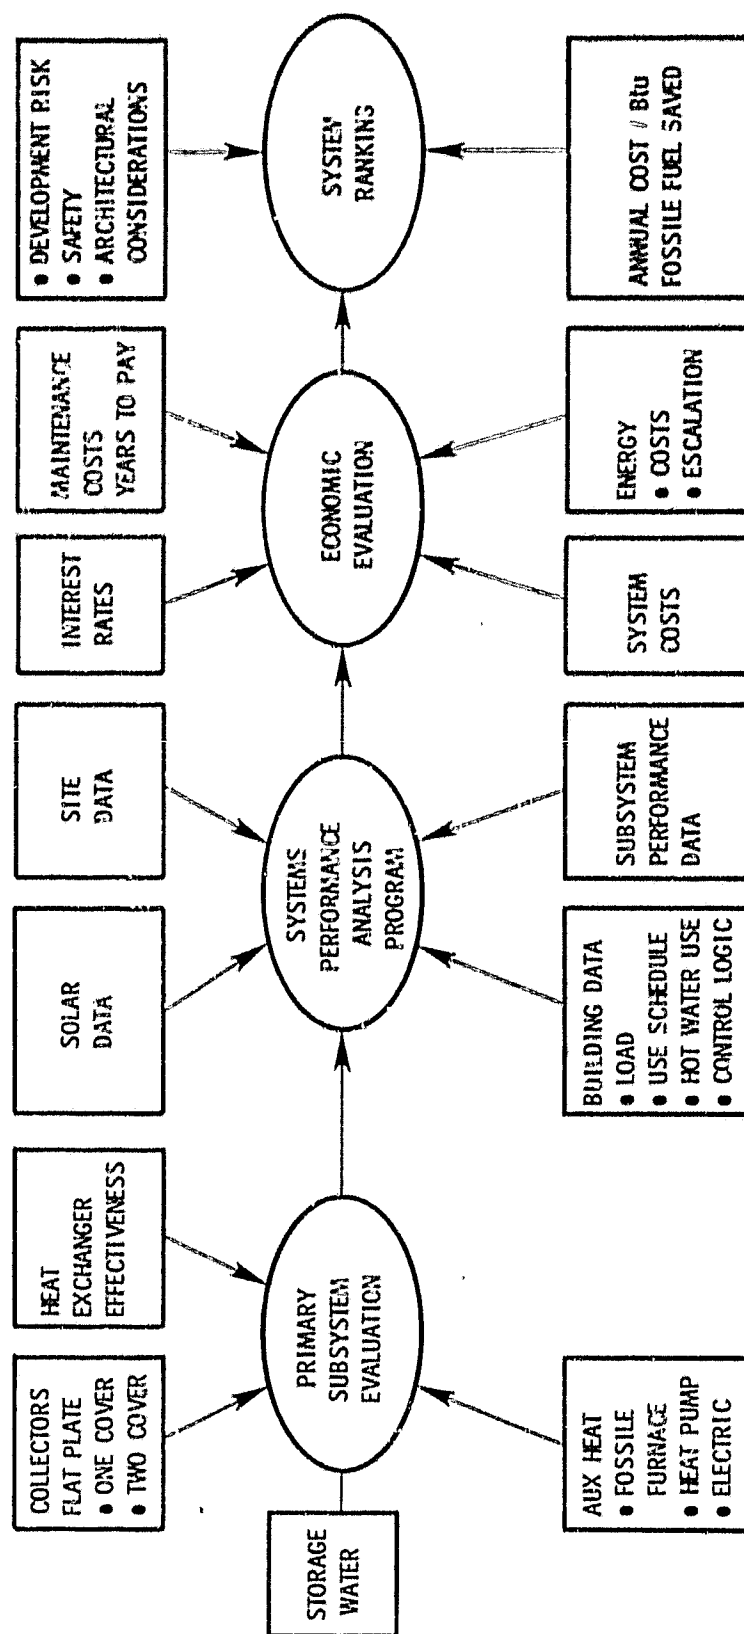 COLLECTORS
FLAT PLATE
● ONE COVER
● TWO COVER
HEAT
EXCHANGER
EFFECTIVENESS
SOLAR
DATA
SITE
DATA
INTEREST
RATES
MAINTENANCE
COSTS
YEARS TO PAY
● DEVELOPMENT RISK
● SAFETY
● ARCHITECTURAL
CONSIDERATIONS
STORAGE
WATER
PRIMARY
SUBSYSTEM
EVALUATION
SYSTEMS
PERFORMANCE
ANALYSIS
PROGRAM
ECONOMIC
EVALUATION
SYSTEM
RANKING
AUX HEAT
● FOSSILE
FURNACE
● HEAT PUMP
● ELECTRIC
BUILDING DATA
● LOAD
● USE SCHEDULE
● HOT WATER USE
● CONTROL LOGIC
SUBSYSTEM
PERFORMANCE
DATA
SYSTEM
COSTS
ENERGY
● COSTS
● ESCALATION
ANNUAL COST / Btu
FOSSILE FUEL SAVED